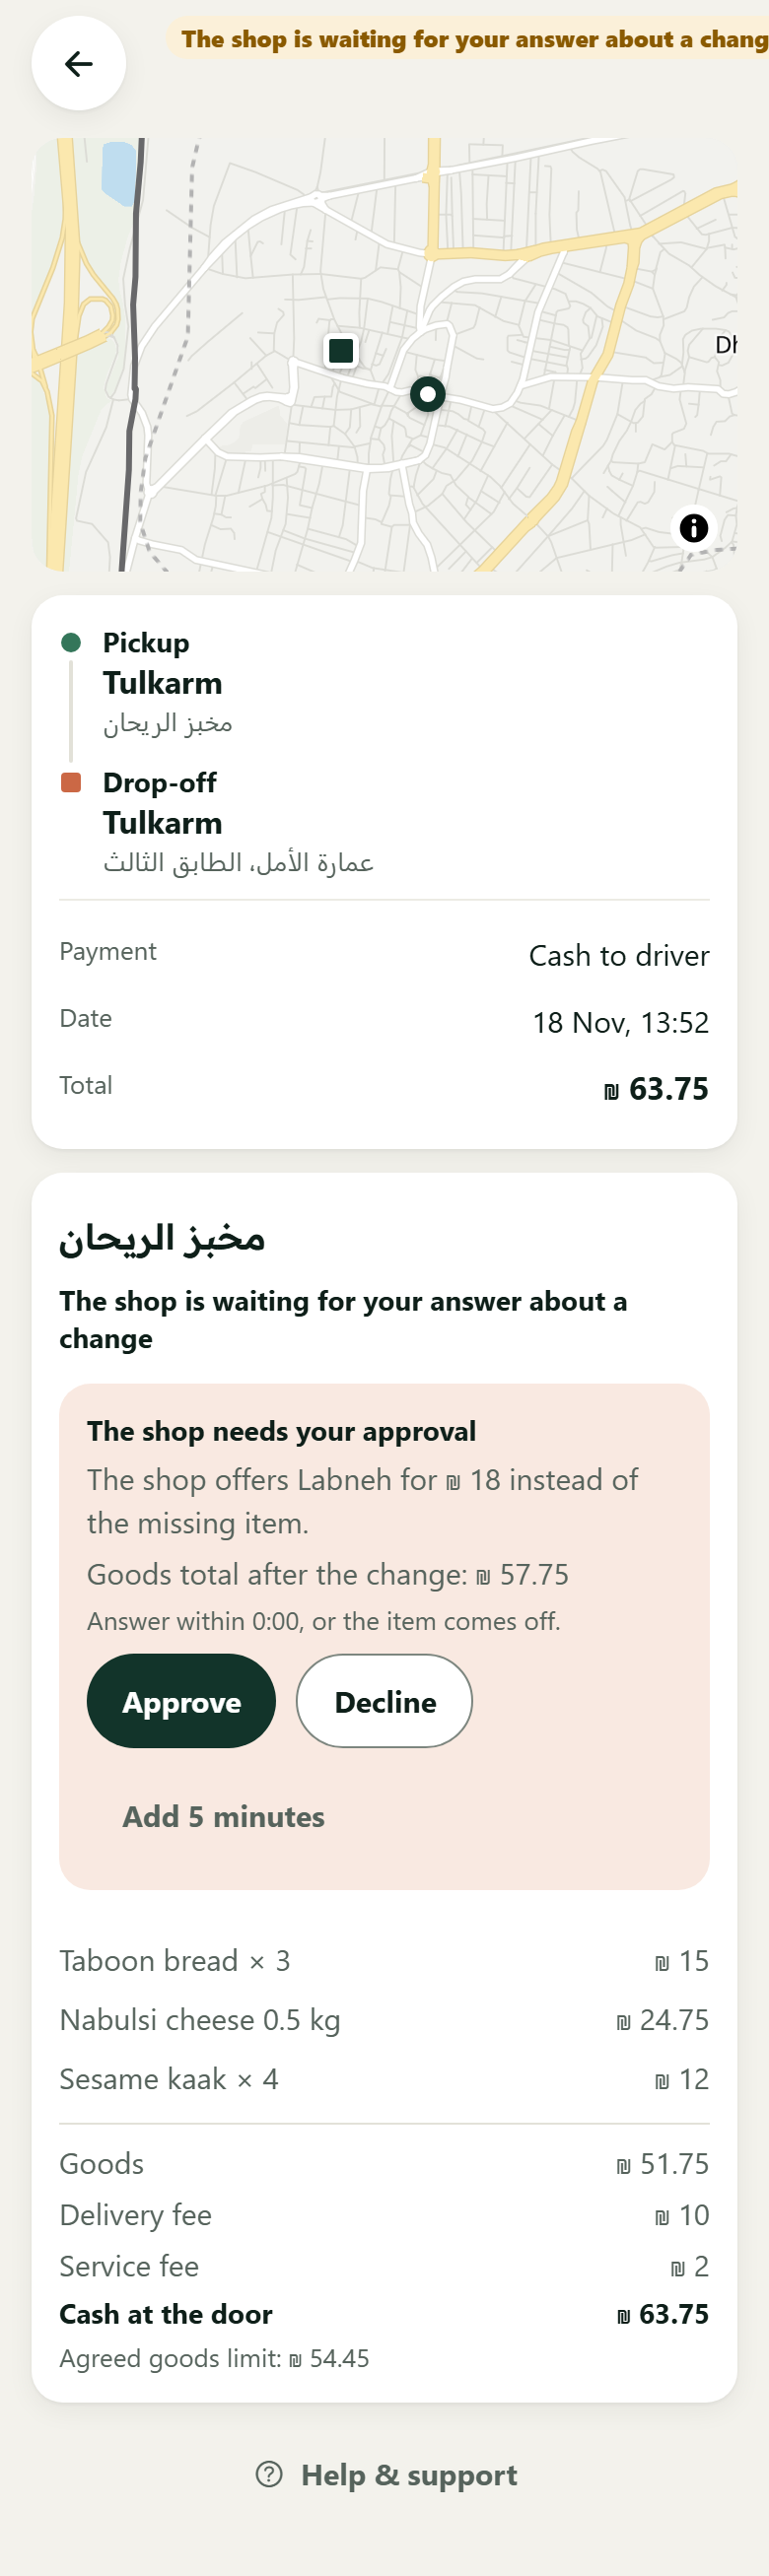 The shop is waiting for your answer about a chang
Pickup
Tulkarm
مخبز الريحان
Drop-off
Tulkarm
عمارة الأمل، الطابق الثالث
Payment
Cash to driver
Date
18 Nov, 13:52
Total
₪ 63.75
مخبز الريحان
The shop is waiting for your answer about a
change
The shop needs your approval
The shop offers Labneh for ₪ 18 instead of
the missing item.
Goods total after the change: ₪ 57.75
Answer within 0:00, or the item comes off.
Approve
Decline
Add 5 minutes
Taboon bread × 3
₪ 15
Nabulsi cheese 0.5 kg
₪ 24.75
Sesame kaak × 4
₪ 12
Goods
₪ 51.75
Delivery fee
₪ 10
Service fee
₪ 2
Cash at the door
₪ 63.75
Agreed goods limit: ₪ 54.45
Help & support